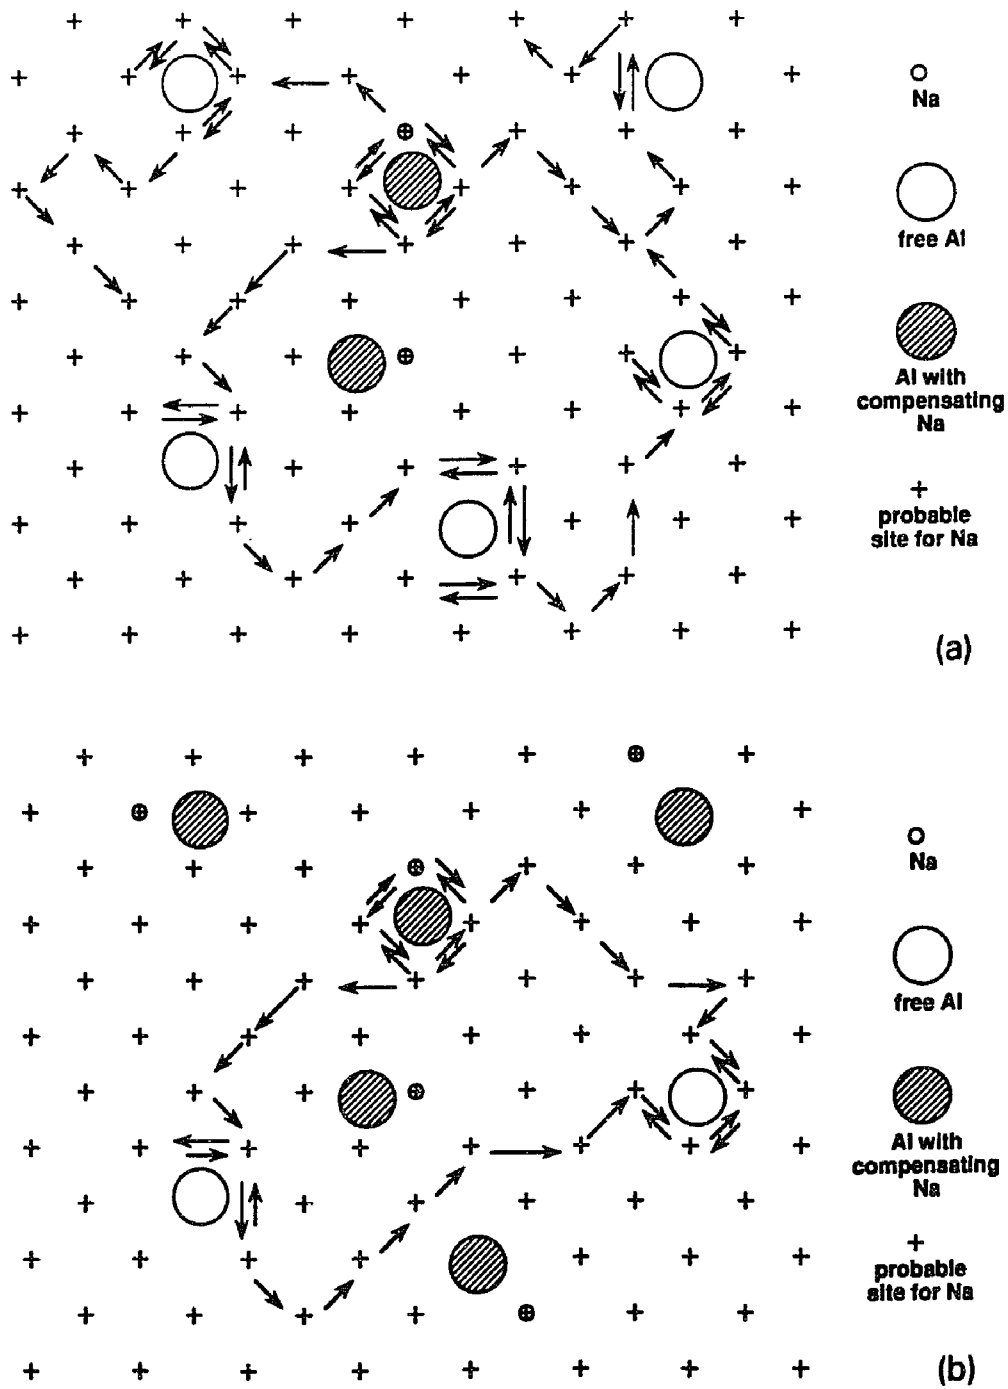 Na
free Al
Al with
compensating
Na
probable
site for Na
(a)
Na
free Al
Al with
compensating
Na
probable
site for Na
(b)